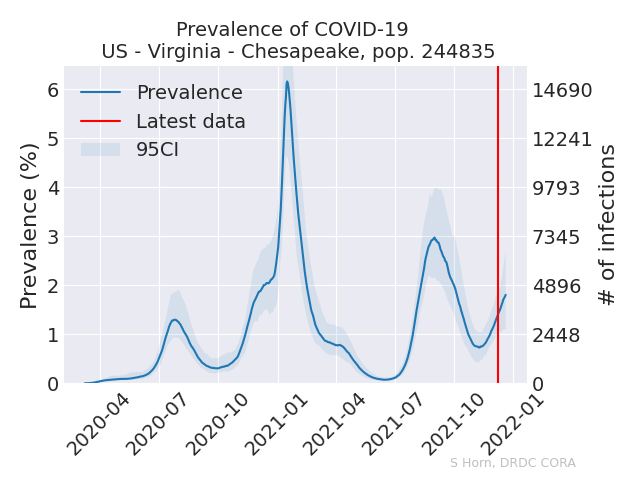 Prevalence of COVID-19
US - Virginia - Chesapeake, pop. 244835
Prevalence (%)
6
5
4
3
2
1
0
Prevalence
Latest data
95CI
14690
12241
9793
7345
4896
2448
0
# of infections
2020-04
2020-07
2020-10
2021-01
2021-04
2021-07
2021-10
2022-01
S Horn, DRDC CORA